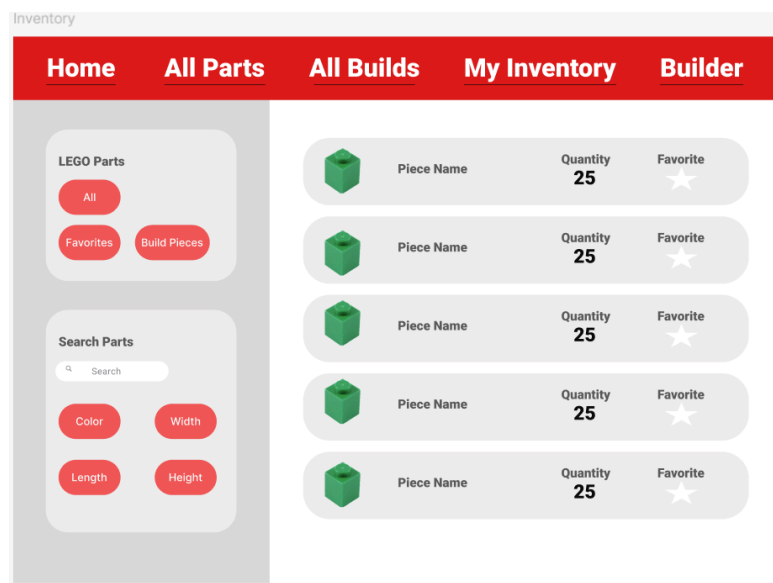 Inventory
Home All Parts All Builds My Inventory Builder
LEGO Parts
All
Favorites Build Pieces
Search Parts
Search
Color Width
Length Height
Piece Name Quantity 25 Favorite
Piece Name Quantity 25 Favorite
Piece Name Quantity 25 Favorite
Piece Name Quantity 25 Favorite
Piece Name Quantity 25 Favorite